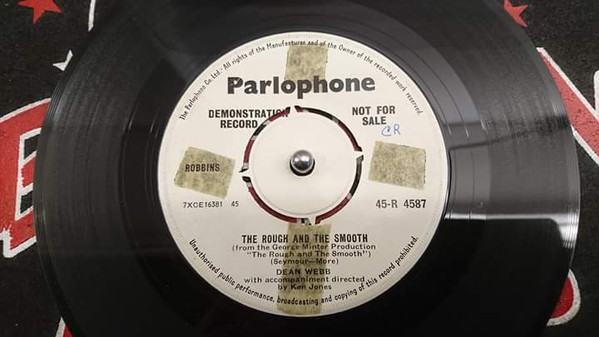 The Parlophone Co. Ltd. All rights of the Manufacturer and of the Owner of the recorded work reserved.
Parlophone
DEMONSTRATION NOT FOR
RECORD SALE
CR
ROBBINS
7XCE16381 45 45-R 4587
THE ROUGH AND THE SMOOTH
(from the George Minter Production
"The Rough and The Smooth")
(Seymour—More)
DEAN WEBB
with accompaniment directed
by Ken Jones
Unauthorised public performance, broadcasting and copying of this record prohibited.